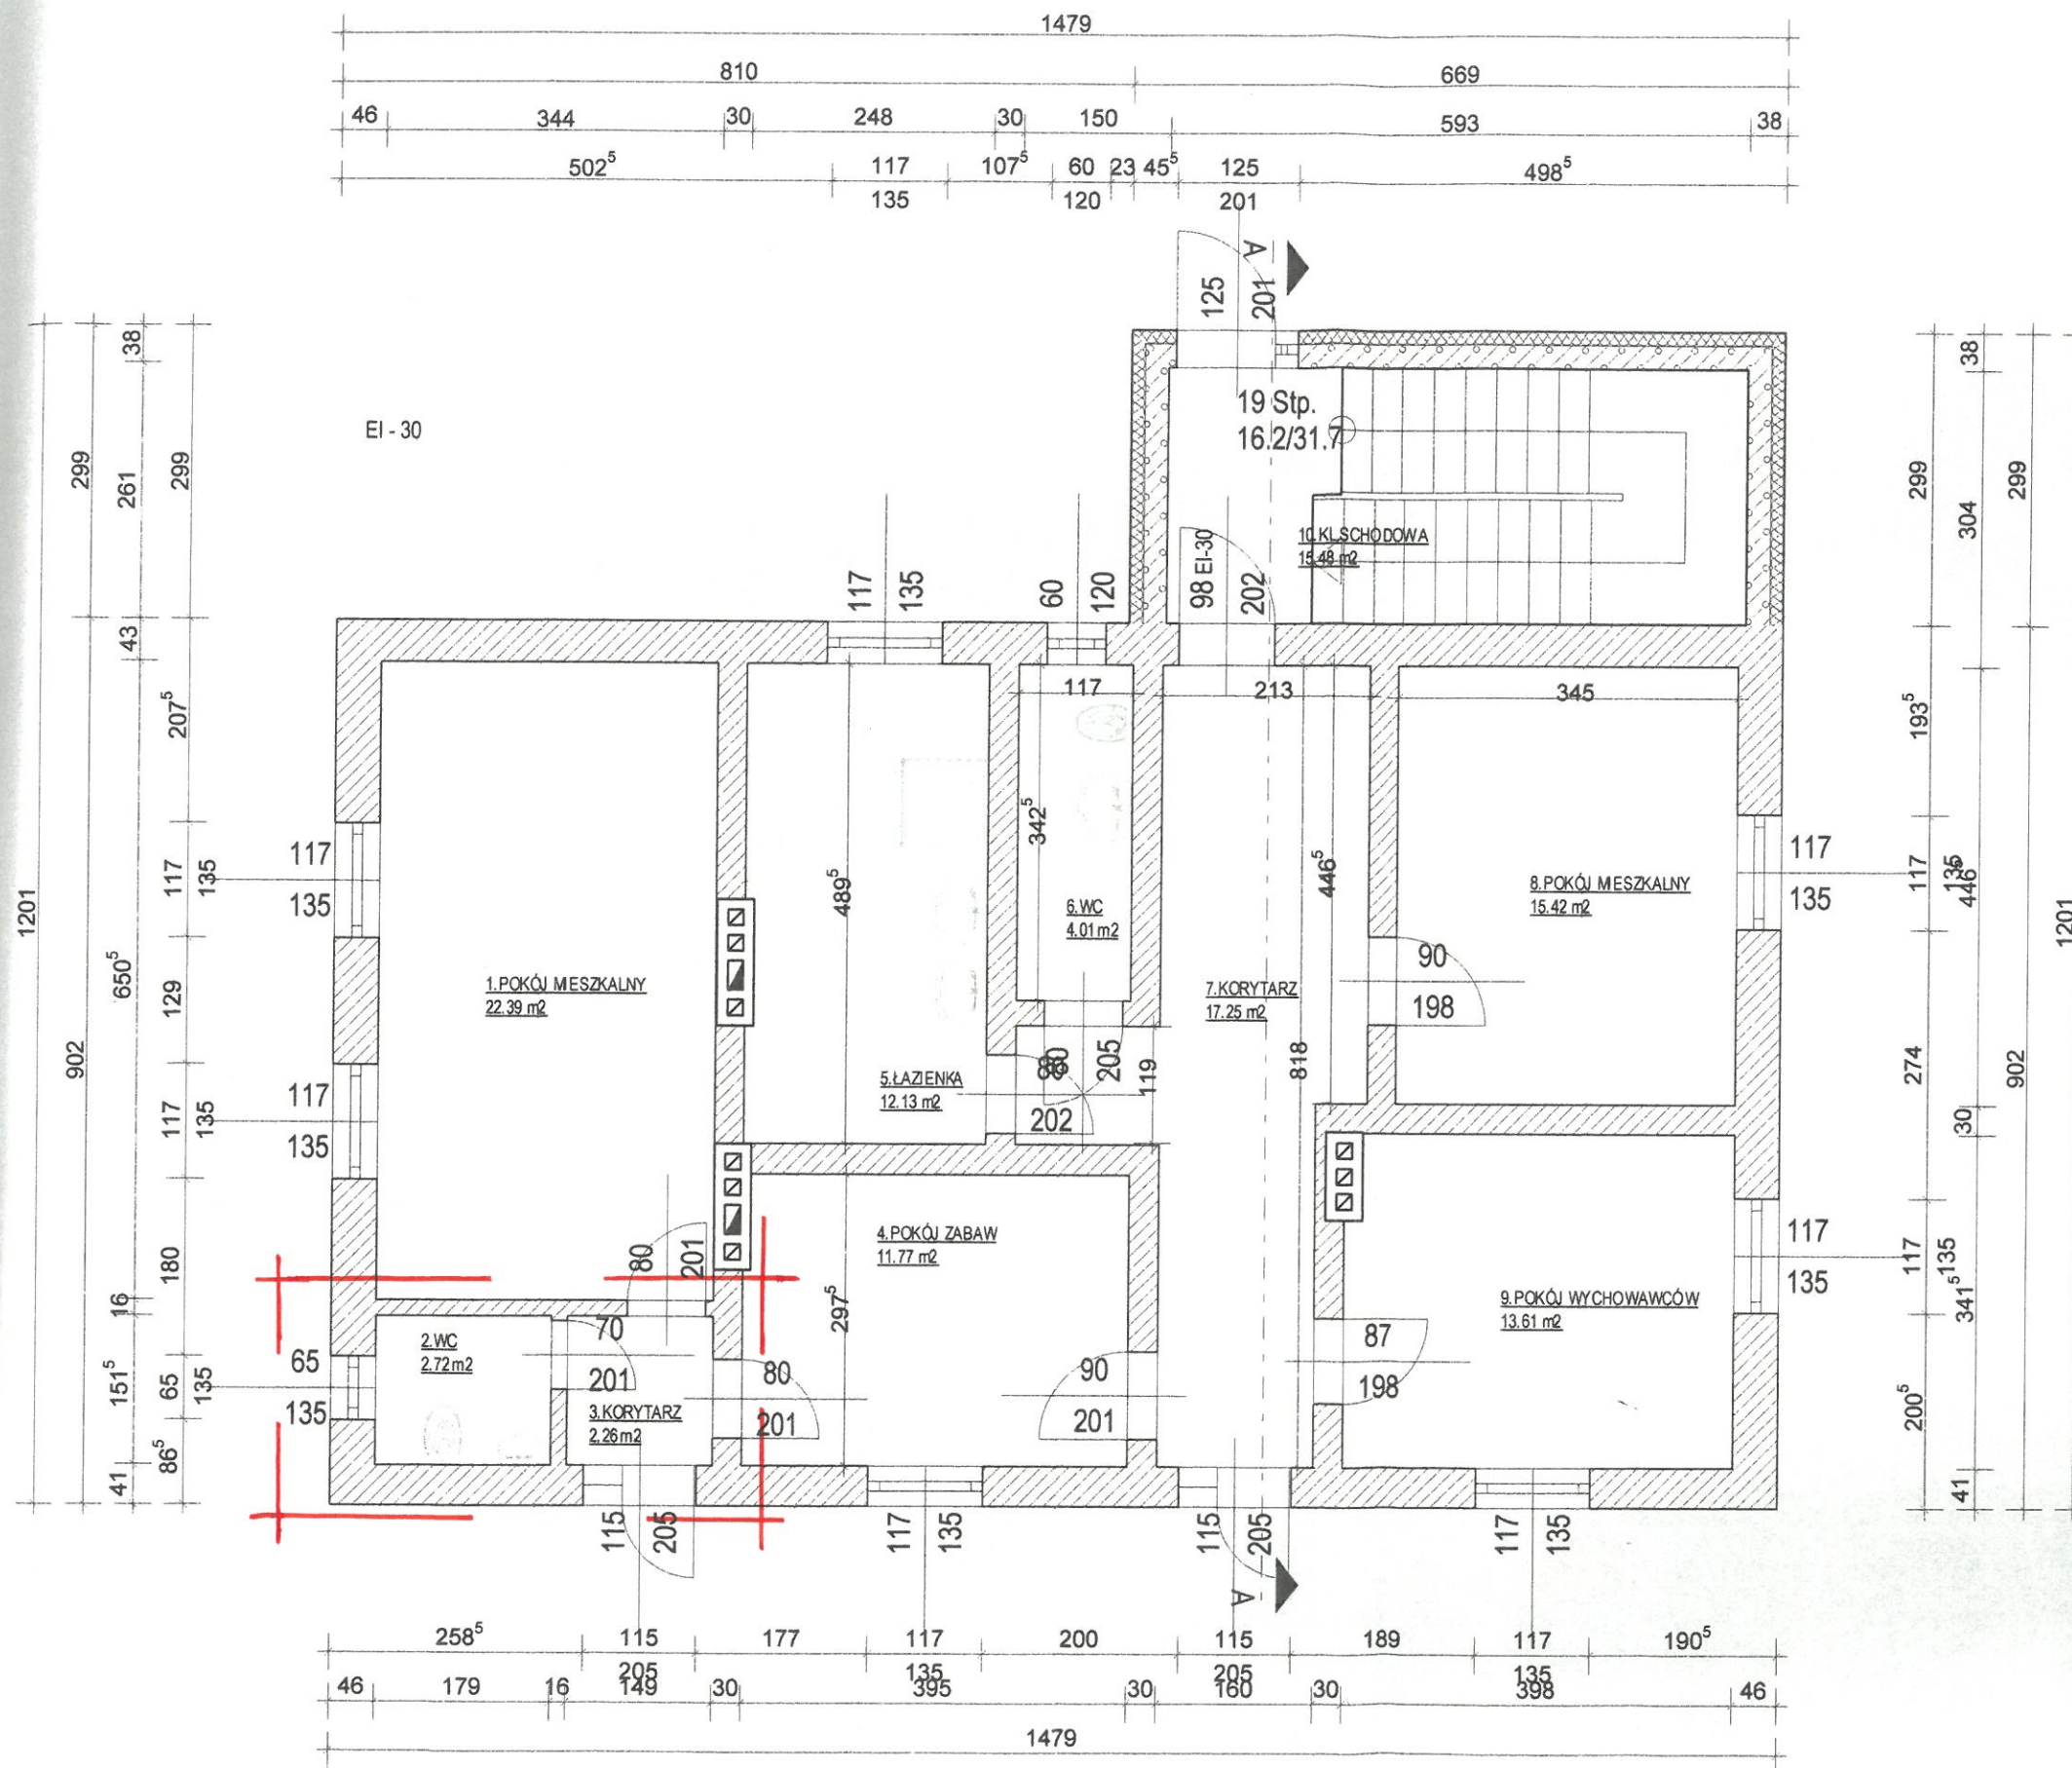 1479
810 669
46 344 30 248 30 150 593 38
502⁵ 117 107⁵ 60 23 45⁵ 125 498⁵
135 120 201
A
125 201
38
299 261 299
EI - 30
19 Stp.
16.2/31.7
10.KL.SCHODOWA
15.48 m2
98 EI-30
202
38
299 304 299
117 135
60 120
43
207⁵
117 213 345
193⁵
342⁵
489⁵
446⁵
117
135
117
135
1201
650⁵
902
129
1.POKÓJ MIESZKALNY
22.39 m2
6.WC
4.01 m2
7.KORYTARZ
17.25 m2
8.POKÓJ MIESZKALNY
15.42 m2
90
198
117
135
117
135
446⁵
274
902
1201
117
135
117
135
5.ŁAZIENKA
12.13 m2
80
205
202
119
818
30
180
80
201
4.POKÓJ ZABAW
11.77 m2
297⁵
9.POKÓJ WYCHOWAWCÓW
13.61 m2
117
135
117
135
341⁵
16
2.WC
2.72 m2
70
201
3.KORYTARZ
2.26 m2
80
201
90
201
87
198
65
135
151⁵
65
135
86⁵
41
200⁵
41
115 205
117 135
115 205
117 135
A
258⁵ 115 177 117 200 115 189 117 190⁵
205 135 205 135
46 179 16 149 30 395 30 160 30 398 46
1479